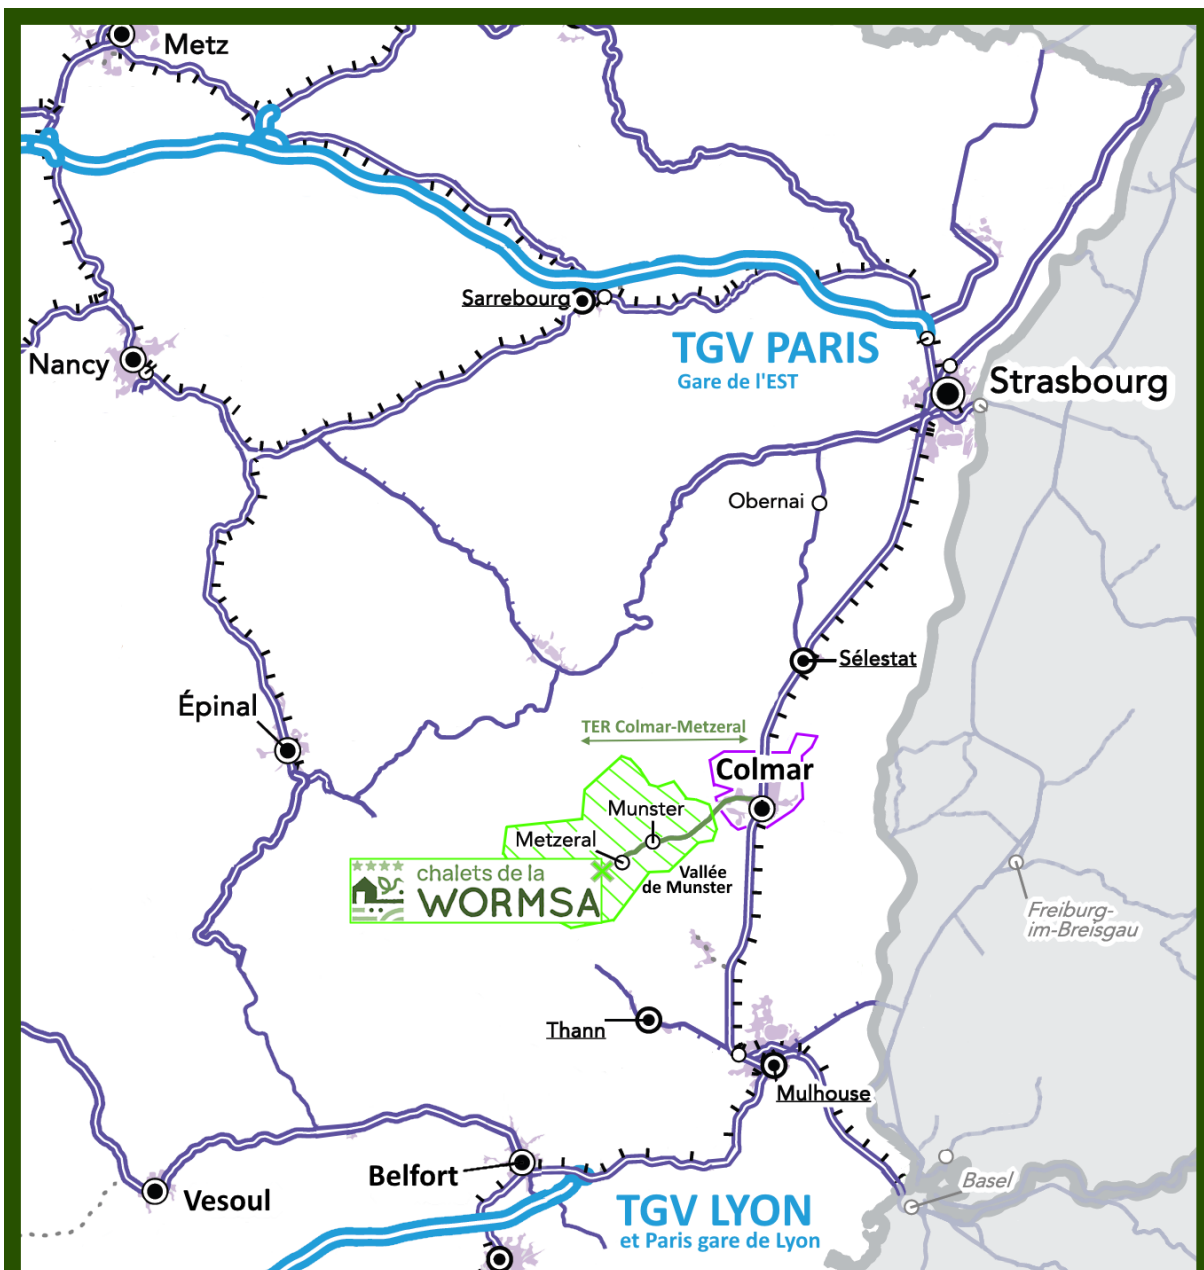 Metz
Sarrebourg
TGV PARIS
Gare de l'EST
Nancy
Strasbourg
Obernai
Sélestat
Épinal
TER Colmar-Metzeral
Colmar
Munster
Metzeral
Vallée
de Munster
chalets de la
WORMSA
Freiburg-
im-Breisgau
Thann
Mulhouse
Belfort
Vesoul
Basel
TGV LYON
et Paris gare de Lyon